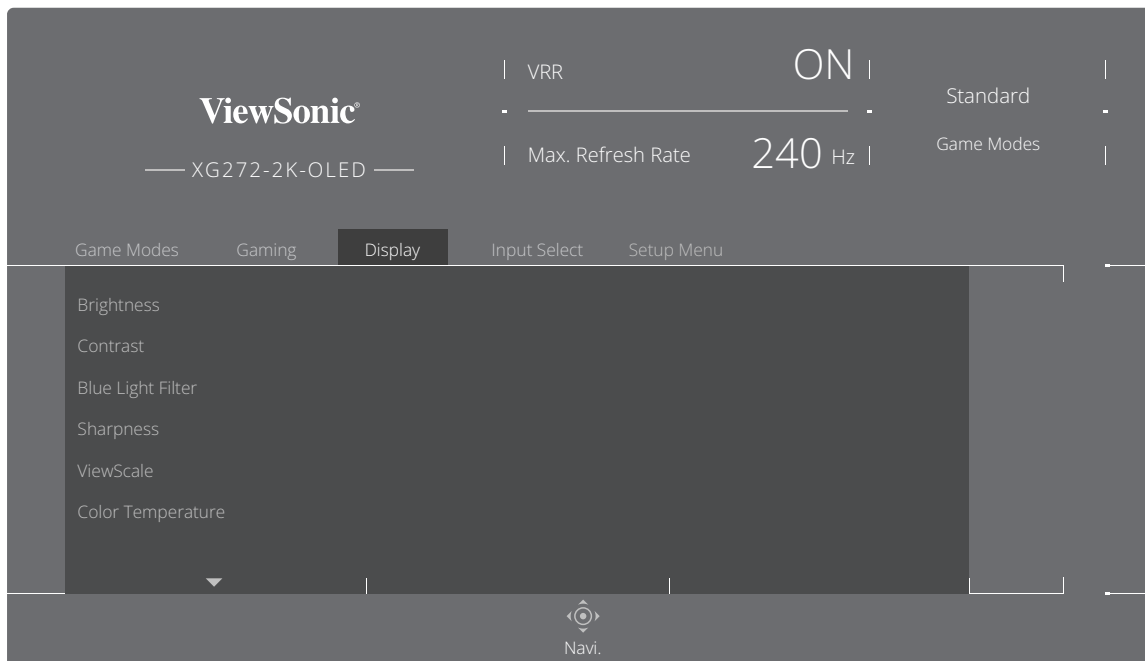 ViewSonic®
XG272-2K-OLED
VRR ON
Max. Refresh Rate 240 Hz
Standard
Game Modes
Game Modes Gaming Display Input Select Setup Menu
Brightness
Contrast
Blue Light Filter
Sharpness
ViewScale
Color Temperature
Navi.